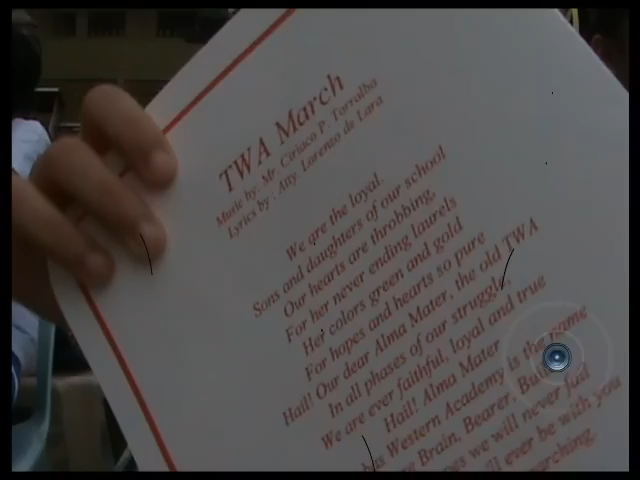 TWA March
Music by: Mr. Ciriaco P. Torralba
Lyrics by: Atty. Lorenzo de Lara
We are the loyal,
Sons and daughters of our school
Our hearts are throbbing,
For her never ending laurels
Her colors green and gold
For hopes and hearts so pure
Hail! Our dear Alma Mater, the old TWA
In all phases of our struggle,
We are ever faithful, loyal and true
Hail! Alma Mater
Western Academy is the name
Brain, Bearer,
we will never fail
ever be with you